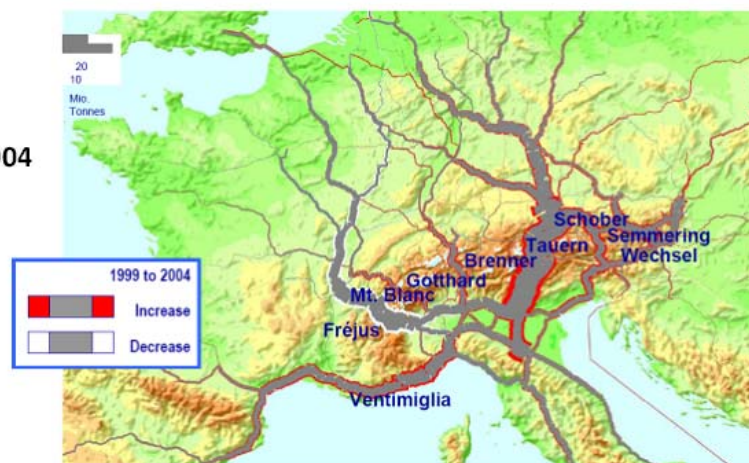 20
10
Mio.
Tonnes
004
1999 to 2004
Increase
Decrease
Schober
Semmering
Tauern
Wechsel
Brenner
Gotthard
Mt. Blanc
Fréjus
Ventimiglia